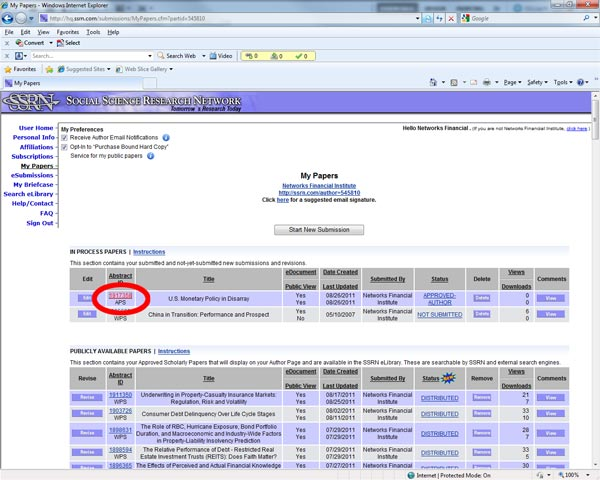 My Papers - Windows Internet Explorer
http://hq.ssrn.com/submissions/MyPapers.cfm?partid=545810
Google
File Edit View Favorites Tools Help
Convert Select
Search... Search Web Video
Favorites Suggested Sites Web Slice Gallery
My Papers Page Safety Tools
SSRN SOCIAL SCIENCE RESEARCH NETWORK
Tomorrow's Research Today
User Home
Personal Info
Affiliations
Subscriptions
My Papers
eSubmissions
My Briefcase
Search eLibrary
Help/Contact
FAQ
Sign Out
My Preferences
Receive Author Email Notifications
Opt-In to "Purchase Bound Hard Copy"
Service for my public papers
Hello Networks Financial , (If you are not Networks Financial Institute, click here )
My Papers
Networks Financial Institute
http://ssrn.com/author=545810
Click here for a suggested email signature.
Start New Submission
IN PROCESS PAPERS | Instructions
This section contains your submitted and not-yet-submitted new submissions and revisions.
Edit Abstract ID Title eDocument Public View Date Created Last Updated Submitted By Status Delete Views Downloads Comments
Edit APS U.S. Monetary Policy in Disarray Yes Yes 08/26/2011 08/26/2011 Networks Financial Institute APPROVED-AUTHOR Delete 0 0 View
Edit WPS China in Transition: Performance and Prospect Yes No 05/10/2007 Networks Financial Institute NOT SUBMITTED Delete 6 0 View
PUBLICLY AVAILABLE PAPERS | Instructions
This section contains your Approved Scholarly Papers that will display on your Author Page and are available in the SSRN eLibrary. These are searchable by SSRN and external search engines.
Revise Abstract ID Title eDocument Public View Date Created Last Updated Submitted By Status Remove Views Downloads Comments
Revise 1911350 WPS Underwriting in Property-Casualty Insurance Markets: Regulation, Risk and Volatility Yes Yes 08/17/2011 08/25/2011 Networks Financial Institute DISTRIBUTED Remove 21 7 View
Revise 1903726 WPS Consumer Debt Delinquency Over Life Cycle Stages Yes Yes 08/02/2011 08/11/2011 Networks Financial Institute DISTRIBUTED Remove 33 10 View
Revise 1898631 WPS The Role of RBC, Hurricane Exposure, Bond Portfolio Duration, and Macroeconomic and Industry-Wide Factors in Property-Liability Insolvency Prediction Yes Yes 07/29/2011 07/28/2011 Networks Financial Institute DISTRIBUTED Remove 28 7 View
Revise 1898594 WPS The Relative Performance of Debt - Restricted Real Estate Investment Trusts (REITS): Does Faith Matter? Yes Yes 07/29/2011 07/29/2011 Networks Financial Institute DISTRIBUTED Remove 33 5 View
Revise 1896365 The Effects of Perceived and Actual Financial Knowledge Yes Networks Financial Remove 30 View
Internet | Protected Mode: On